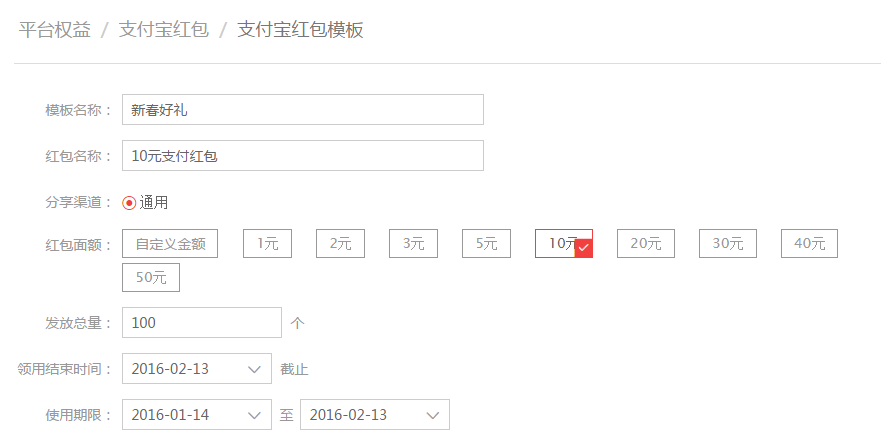 平台权益 / 支付宝红包 / 支付宝红包模板
模板名称： 新春好礼
红包名称： 10元支付红包
分享渠道： 通用
红包面额： 自定义金额 1元 2元 3元 5元 10元 20元 30元 40元
50元
发放总量： 100 个
领用结束时间： 2016-02-13 截止
使用期限： 2016-01-14 至 2016-02-13